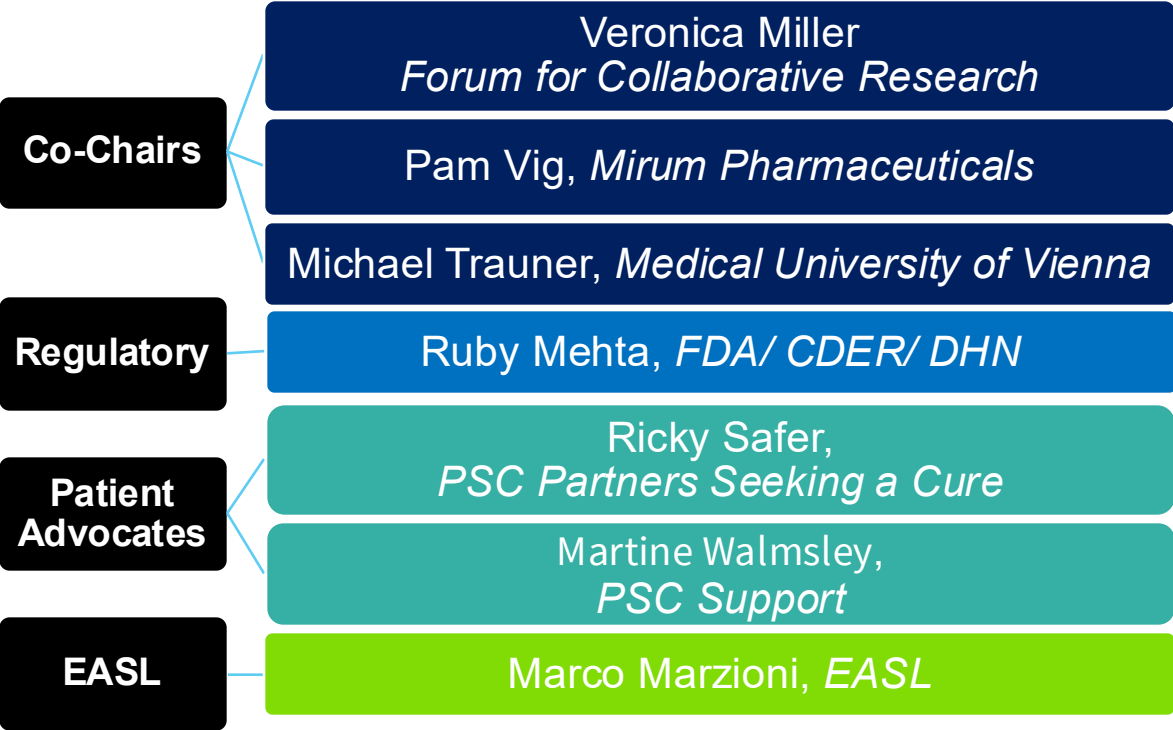 Co-Chairs
Veronica Miller
Forum for Collaborative Research
Pam Vig, Mirum Pharmaceuticals
Michael Trauner, Medical University of Vienna
Regulatory
Ruby Mehta, FDA/ CDER/ DHN
Patient
Advocates
Ricky Safer,
PSC Partners Seeking a Cure
Martine Walmsley,
PSC Support
EASL
Marco Marzioni, EASL